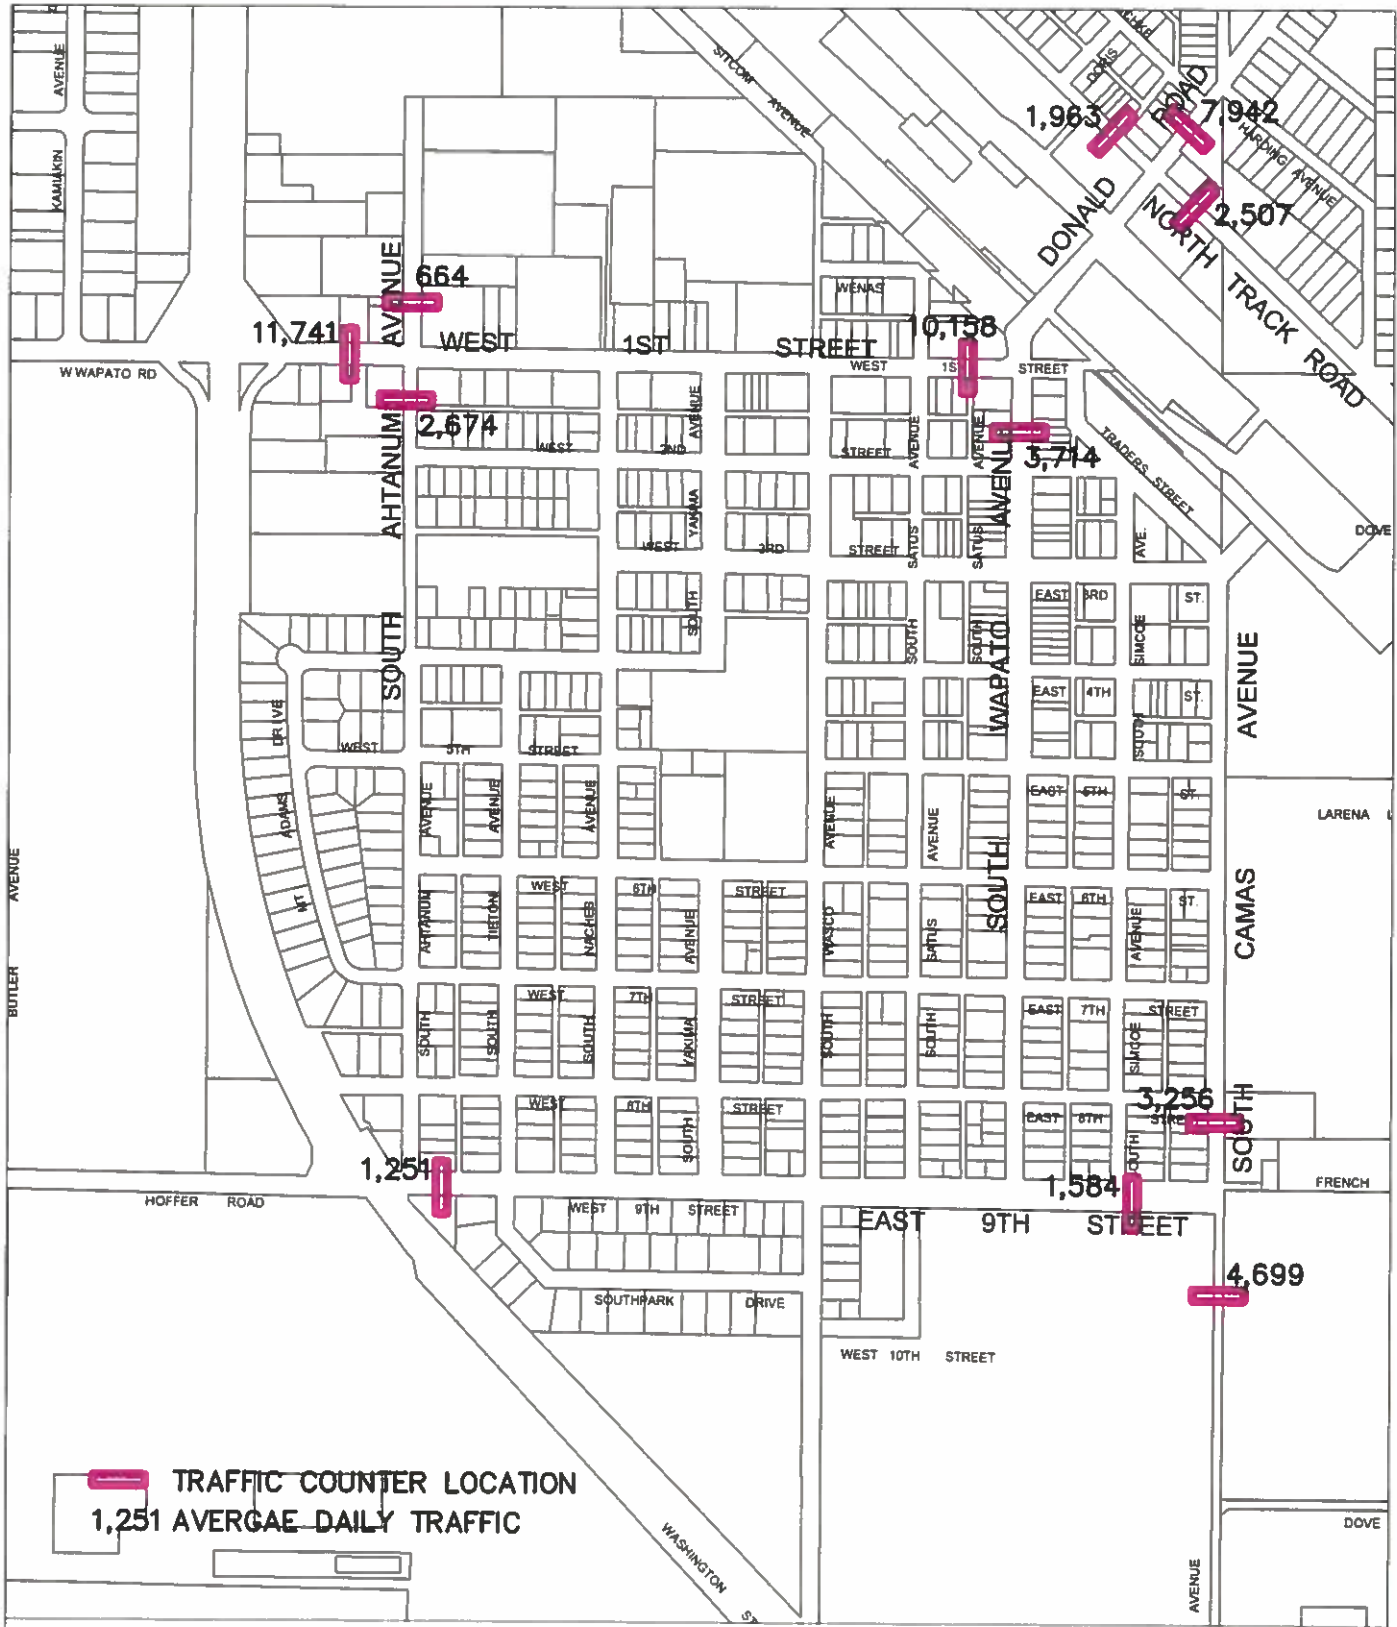 AVENUE
KAMIAKIN
SITCOM AVENUE
DORIS
ROAD
1,963
7,942
HARDING AVENUE
2,507
DONALD
NORTH TRACK ROAD
AVENUE
664
WENAS
11,741
10,158
WEST 1ST STREET
WEST 1ST STREET
W WAPATO RD
2,674
3,714
AHTANUM
SOUTH
WEST 2ND STREET
AVENUE
YAKIMA
SOUTH
AVENUE
SATUS
SOUTH
AVENUE
SATUS
SOUTH
AVENUE
WAPATO
SOUTH
TRADERS STREET
DOVE
WEST 3RD STREET
AVE.
SIMCOE
SOUTH
EAST 3RD ST.
EAST 4TH ST.
AVENUE
CAMAS
SOUTH
DRIVE
ADAMS
MT
WEST 5TH STREET
EAST 5TH ST.
LARENA
AVENUE
AHTANUM
SOUTH
AVENUE
TIETON
SOUTH
AVENUE
NACHES
SOUTH
AVENUE
YAKIMA
SOUTH
AVENUE
WASCO
SOUTH
AVENUE
SATUS
SOUTH
AVENUE
SIMCOE
SOUTH
AVENUE
BUTLER
WEST 6TH STREET
EAST 6TH ST.
WEST 7TH STREET
EAST 7TH STREET
WEST 8TH STREET
EAST 8TH STREET
3,256
1,251
1,584
FRENCH
HOFFER ROAD
WEST 9TH STREET
EAST 9TH STREET
4,699
SOUTHPARK DRIVE
WEST 10TH STREET
TRAFFIC COUNTER LOCATION
1,251 AVERGAE DAILY TRAFFIC
WASHINGTON ST
DOVE
AVENUE